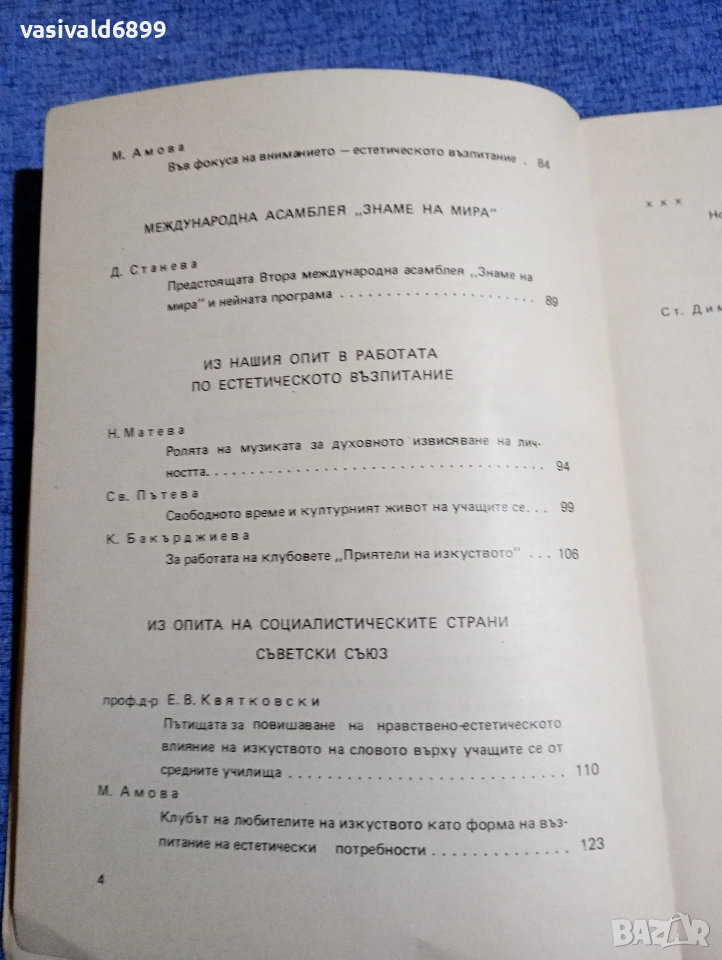 vasivald6899
М. Амова
Във фокуса на вниманието — естетическото възпитание . 84
МЕЖДУНАРОДНА АСАМБЛЕЯ „ЗНАМЕ НА МИРА"
Д. Станева
Предстоящата Втора международна асамблея „Знаме на
мира" и нейната програма . . . . . . . . . . . . . . . . . . . . 89
ИЗ НАШИЯ ОПИТ В РАБОТАТА
ПО ЕСТЕТИЧЕСКОТО ВЪЗПИТАНИЕ
Н. Матева
Ролята на музиката за духовното извисяване на лич-
ността. . . . . . . . . . . . . . . . . . . . . . . . . . . . . . . . . 94
Св. Пътева
Свободното време и културният живот на учащите се. . . 99
К. Бакърджиева
За работата на клубовете „Приятели на изкуството" . . . 106
ИЗ ОПИТА НА СОЦИАЛИСТИЧЕСКИТЕ СТРАНИ
СЪВЕТСКИ СЪЮЗ
проф.д-р Е. В. Квятковски
Пътищата за повишаване на нравствено-естетическото
влияние на изкуството на словото върху учащите се от
средните училища . . . . . . . . . . . . . . . . . . . . . . . 110
М. Амова
Клубът на любителите на изкуството като форма на въз-
питание на естетически потребности . . . . . . . . . . . . 123
4
х х х
Но
Ст. Дим
BAZAR